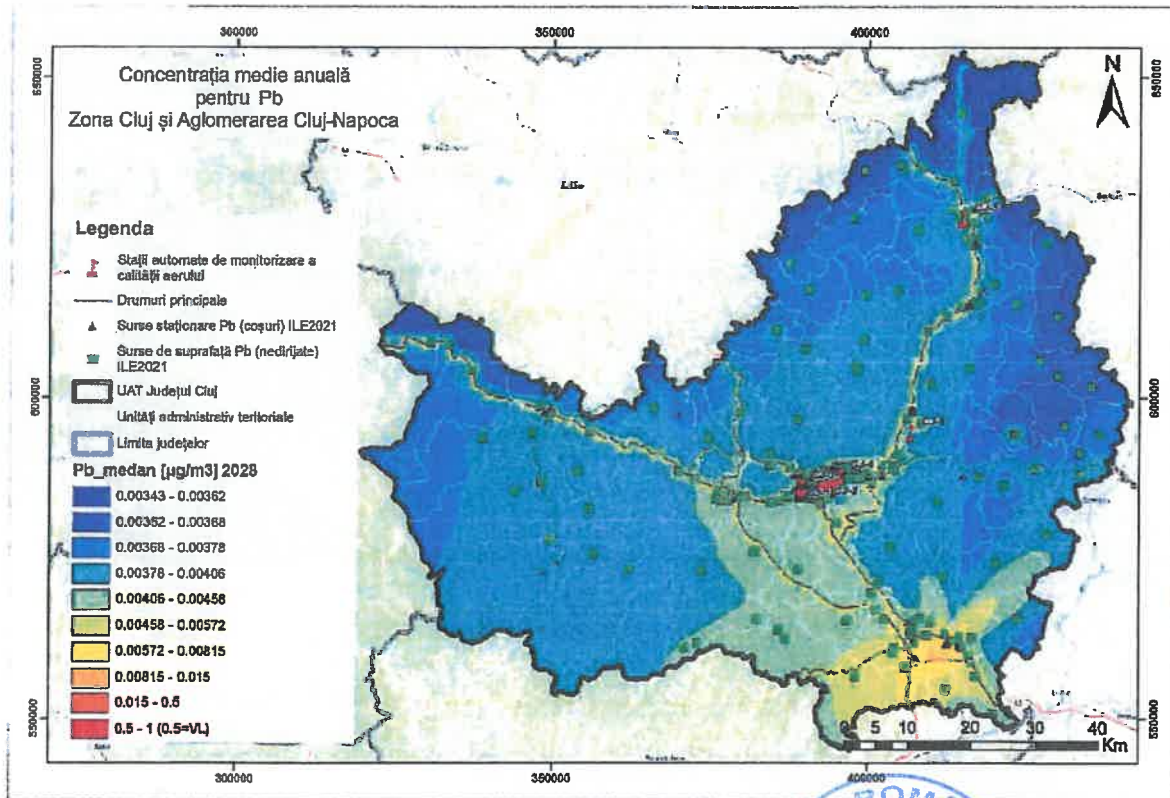 300000
350000
400000
Concentrația medie anuală
pentru Pb
Zona Cluj și Aglomerarea Cluj-Napoca
N
650000
650000
Legenda
Stații automate de monitorizare a
calității aerului
Drumuri principale
Surse staționare Pb (coșuri) ILE2021
Surse de suprafață Pb (nedirijate)
ILE2021
UAT Județul Cluj
Unități administrativ teritoriale
Limita județelor
600000
600000
Pb_medan [µg/m3] 2028
0.00343 - 0.00362
0.00362 - 0.00368
0.00368 - 0.00378
0.00378 - 0.00406
0.00406 - 0.00458
0.00458 - 0.00572
0.00572 - 0.00815
0.00815 - 0.015
0.015 - 0.5
0.5 - 1 (0.5=VL)
550000
550000
0 5 10 20 30 40
Km
300000
350000
400000
ROMA